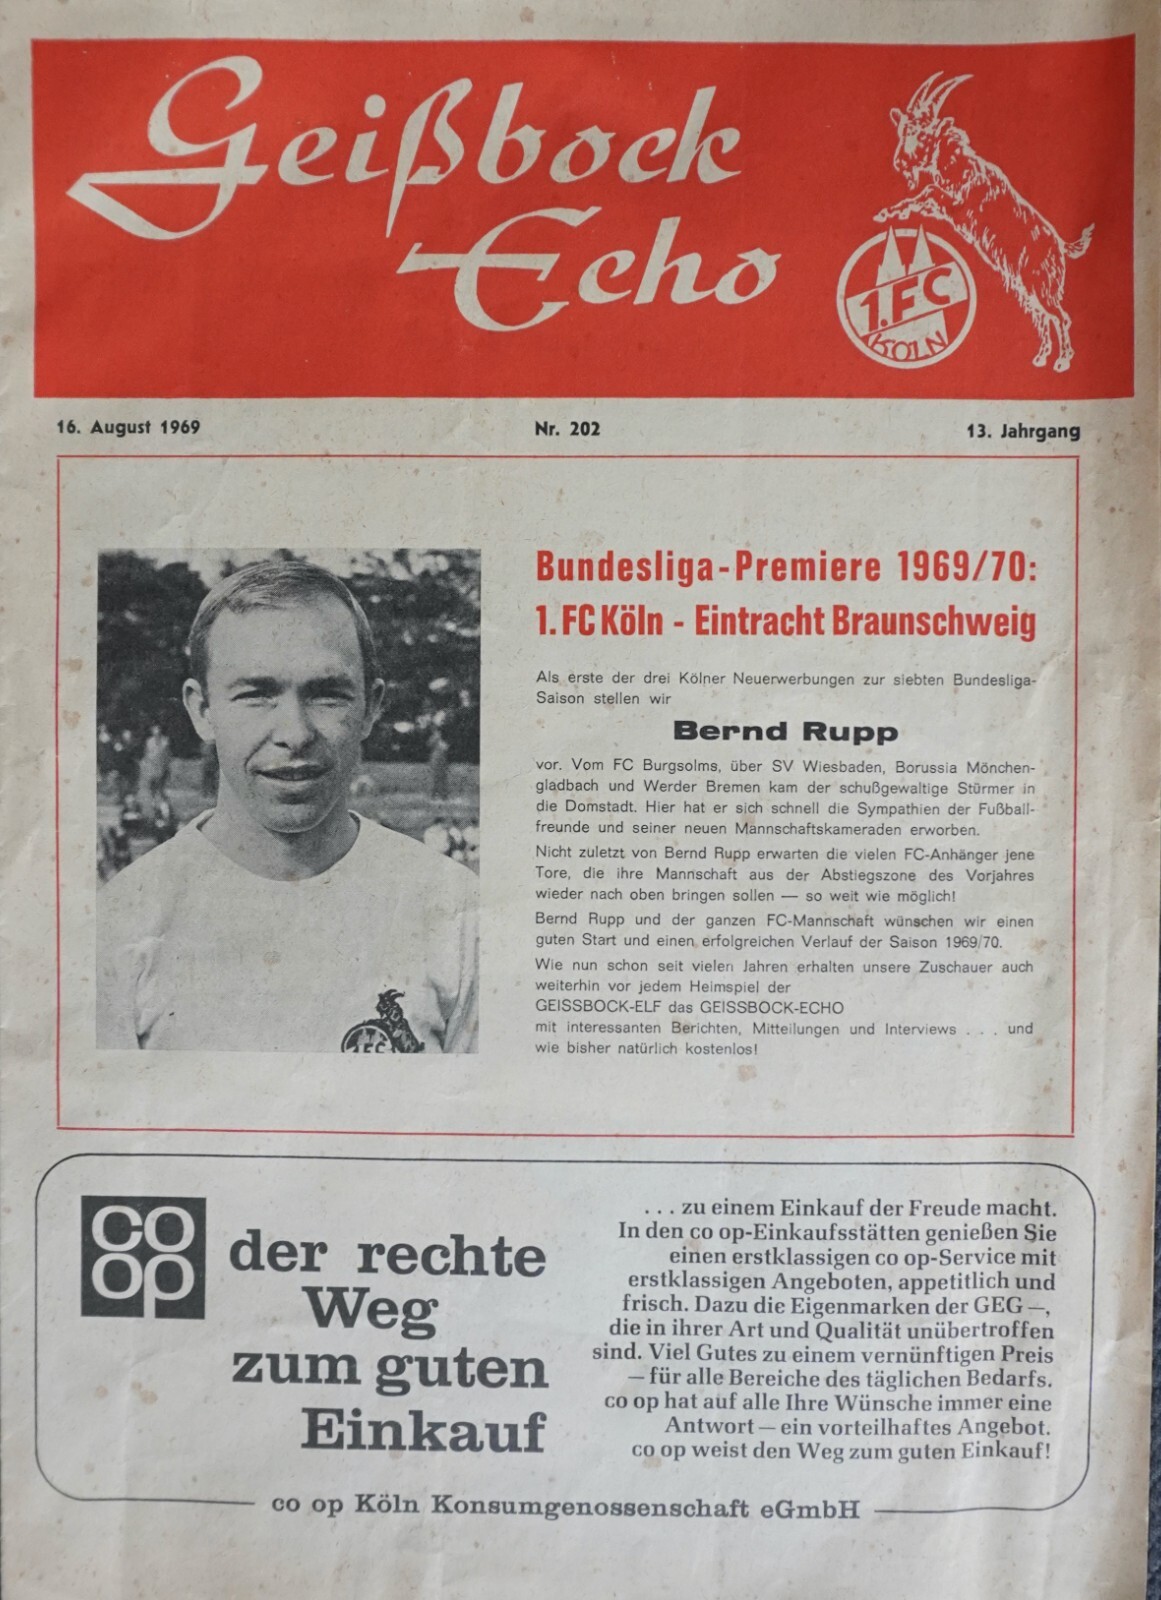 Geißbock
Echo
1.FC
KÖLN
16. August 1969 Nr. 202 13. Jahrgang
Bundesliga-Premiere 1969/70:
1. FC Köln - Eintracht Braunschweig
Als erste der drei Kölner Neuerwerbungen zur siebten Bundesliga-
Saison stellen wir
Bernd Rupp
vor. Vom FC Burgsolms, über SV Wiesbaden, Borussia Mönchen-
gladbach und Werder Bremen kam der schußgewaltige Stürmer in
die Domstadt. Hier hat er sich schnell die Sympathien der Fußball-
freunde und seiner neuen Mannschaftskameraden erworben.
Nicht zuletzt von Bernd Rupp erwarten die vielen FC-Anhänger jene
Tore, die ihre Mannschaft aus der Abstiegszone des Vorjahres
wieder nach oben bringen sollen — so weit wie möglich!
Bernd Rupp und der ganzen FC-Mannschaft wünschen wir einen
guten Start und einen erfolgreichen Verlauf der Saison 1969/70.
Wie nun schon seit vielen Jahren erhalten unsere Zuschauer auch
weiterhin vor jedem Heimspiel der
GEISSBOCK-ELF das GEISSBOCK-ECHO
mit interessanten Berichten, Mitteilungen und Interviews . . . und
wie bisher natürlich kostenlos!
1.FC
co
op
der rechte
Weg
zum guten
Einkauf
. . . zu einem Einkauf der Freude macht.
In den co op-Einkaufsstätten genießen Sie
einen erstklassigen co op-Service mit
erstklassigen Angeboten, appetitlich und
frisch. Dazu die Eigenmarken der GEG —,
die in ihrer Art und Qualität unübertroffen
sind. Viel Gutes zu einem vernünftigen Preis
— für alle Bereiche des täglichen Bedarfs.
co op hat auf alle Ihre Wünsche immer eine
Antwort — ein vorteilhaftes Angebot.
co op weist den Weg zum guten Einkauf!
co op Köln Konsumgenossenschaft eGmbH